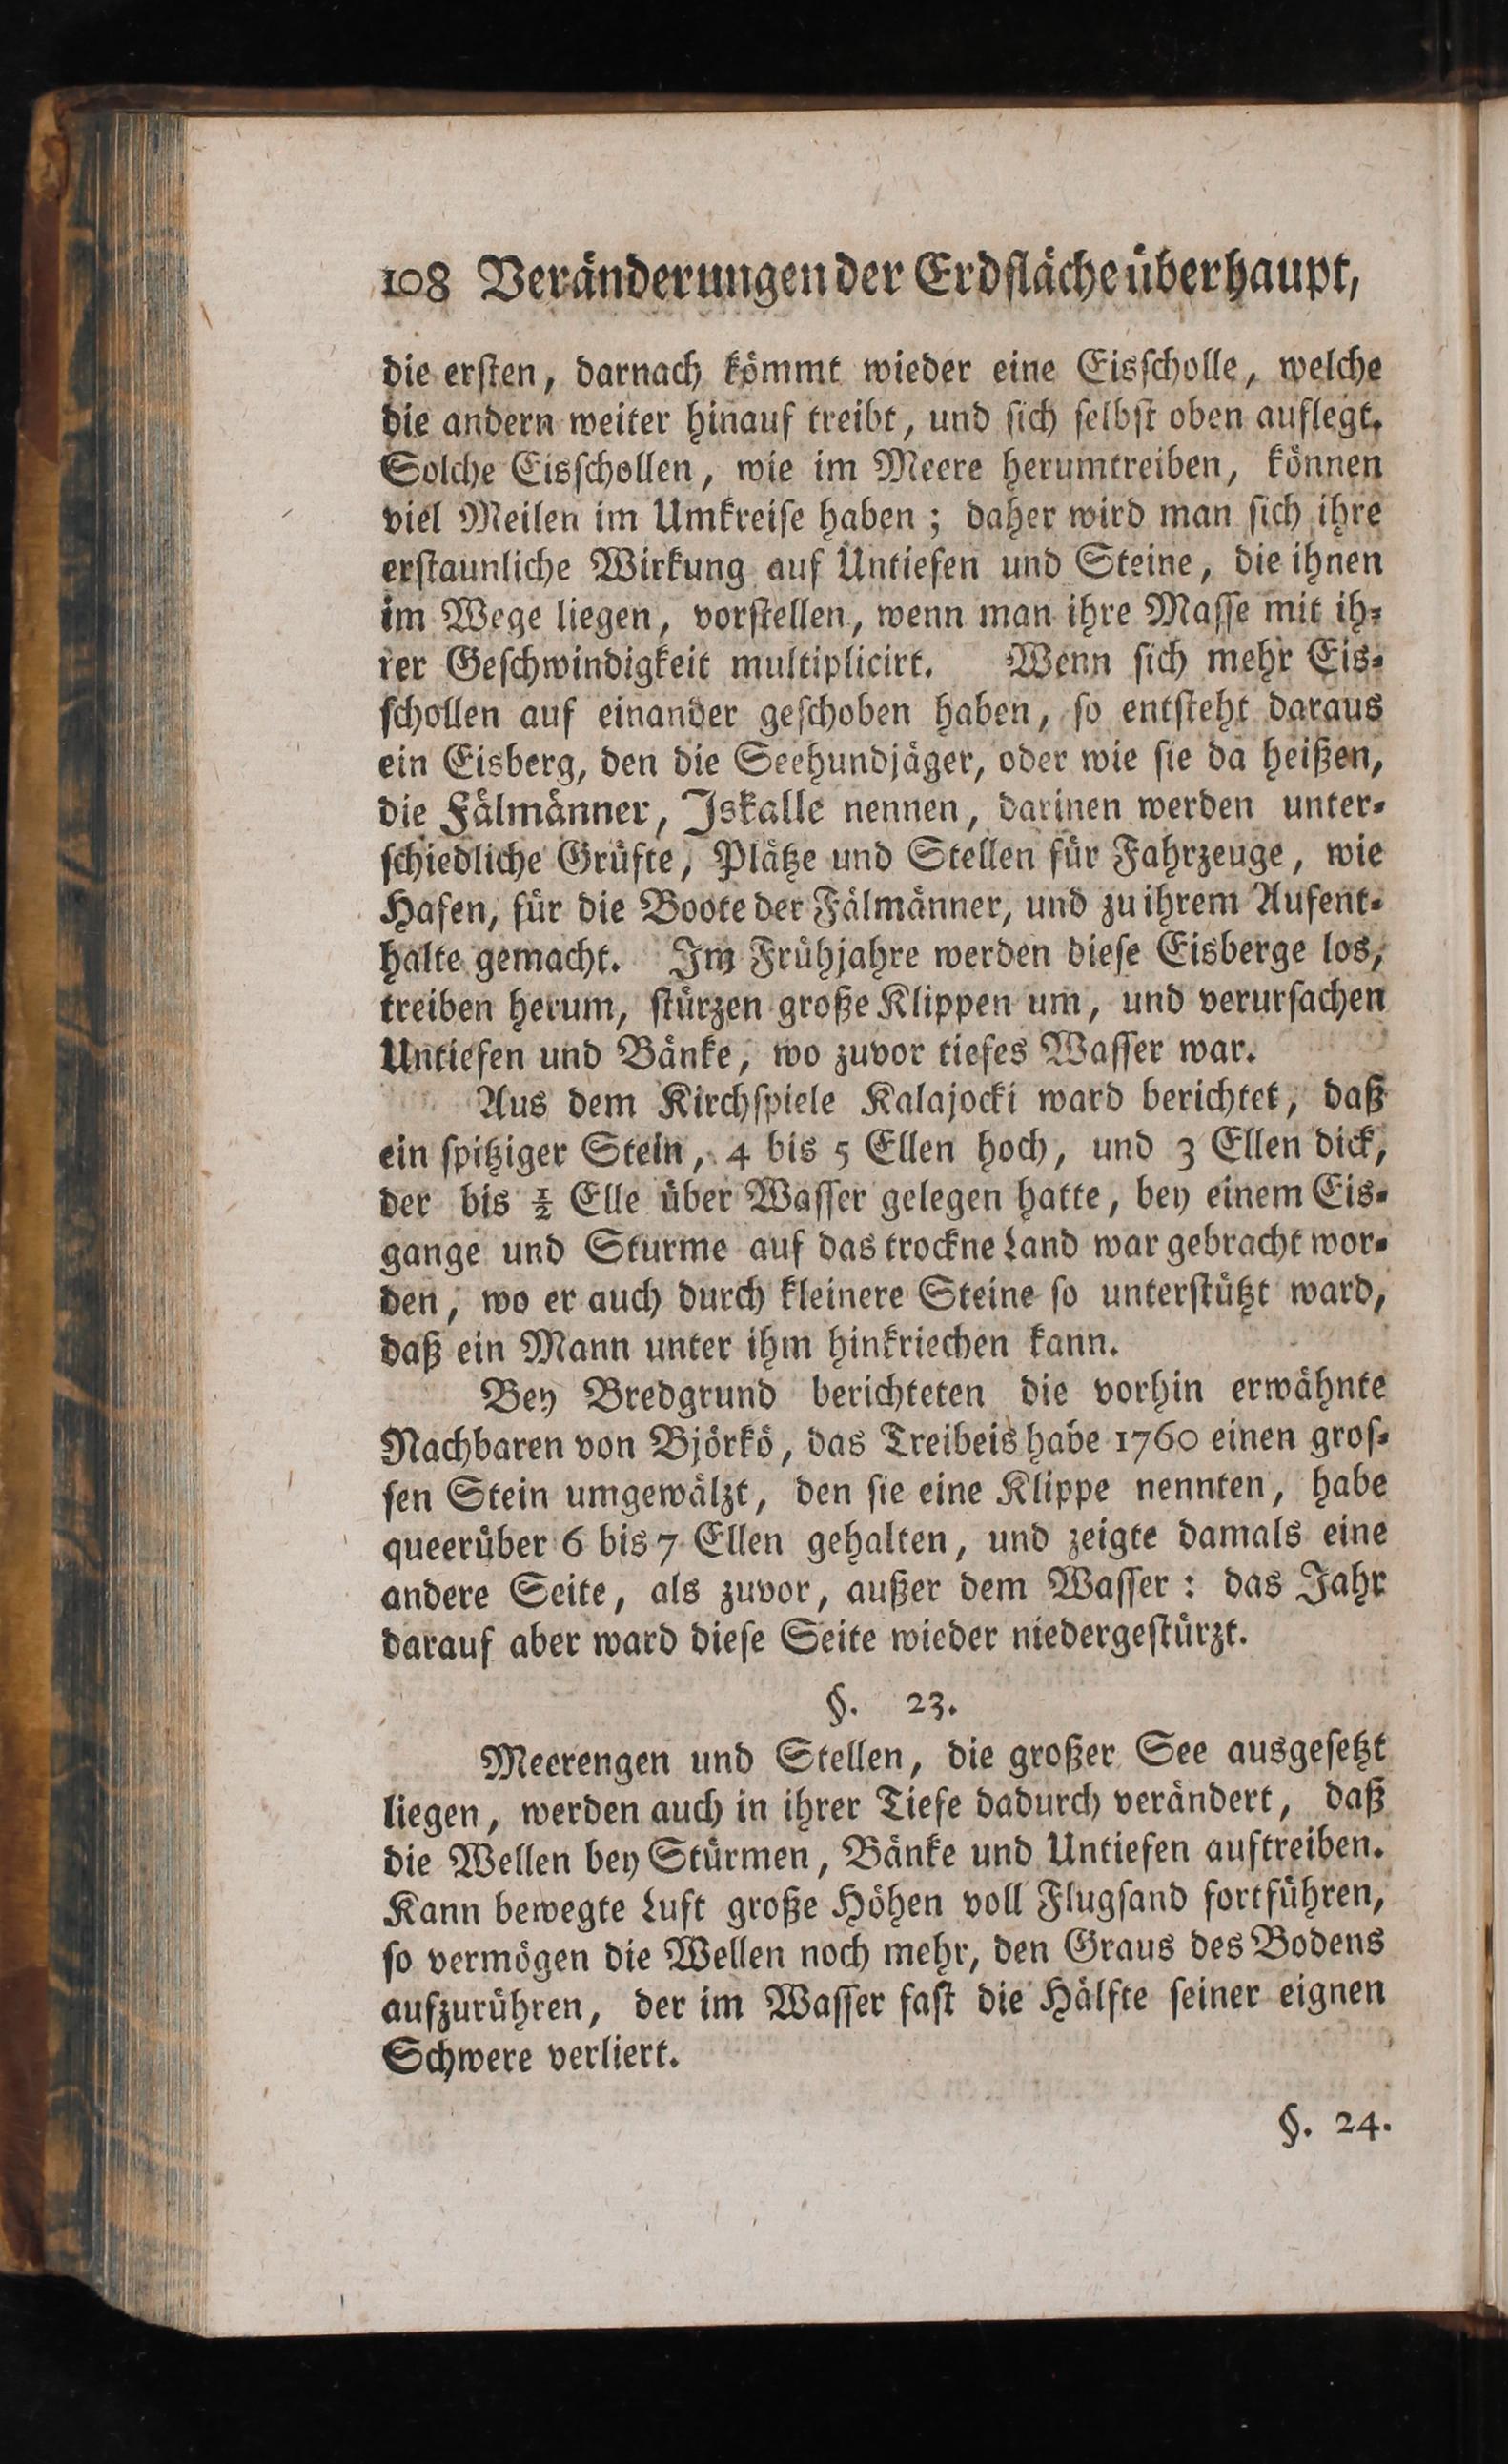 108 Veränderungen der Erdfläche überhaupt,
die ersten, darnach kömmt wieder eine Eisscholle, welche
die andern weiter hinauf treibt, und sich selbst oben auflegt.
Solche Eisschollen, wie im Meere herumtreiben, können
viel Meilen im Umkreise haben; daher wird man sich ihre
erstaunliche Wirkung auf Untiefen und Steine, die ihnen
im Wege liegen, vorstellen, wenn man ihre Masse mit ih-
rer Geschwindigkeit multiplicirt. Wenn sich mehr Eis-
schollen auf einander geschoben haben, so entsteht daraus
ein Eisberg, den die Seehundjäger, oder wie sie da heißen,
die Fälmänner, Iskalle nennen, darinen werden unter-
schiedliche Grüfte, Plätze und Stellen für Fahrzeuge, wie
Hafen, für die Boote der Fälmänner, und zu ihrem Aufent-
halte gemacht. Im Frühjahre werden diese Eisberge los,
treiben herum, stürzen große Klippen um, und verursachen
Untiefen und Bänke, wo zuvor tiefes Wasser war.
Aus dem Kirchspiele Kalajocki ward berichtet, daß
ein spitziger Stein, 4 bis 5 Ellen hoch, und 3 Ellen dick,
der bis ½ Elle über Wasser gelegen hatte, bey einem Eis-
gange und Sturme auf das trockne Land war gebracht wor-
den, wo er auch durch kleinere Steine so unterstützt ward,
daß ein Mann unter ihm hinkriechen kann.
Bey Bredgrund berichteten die vorhin erwähnte
Nachbaren von Björkö, das Treibeis habe 1760 einen gros-
sen Stein umgewälzt, den sie eine Klippe nennten, habe
queerüber 6 bis 7 Ellen gehalten, und zeigte damals eine
andere Seite, als zuvor, außer dem Wasser: das Jahr
darauf aber ward diese Seite wieder niedergestürzt.
§. 23.
Meerengen und Stellen, die großer See ausgesetzt
liegen, werden auch in ihrer Tiefe dadurch verändert, daß
die Wellen bey Stürmen, Bänke und Untiefen auftreiben.
Kann bewegte Luft große Höhen voll Flugsand fortführen,
so vermögen die Wellen noch mehr, den Graus des Bodens
aufzurühren, der im Wasser fast die Hälfte seiner eignen
Schwere verliert.
§. 24.